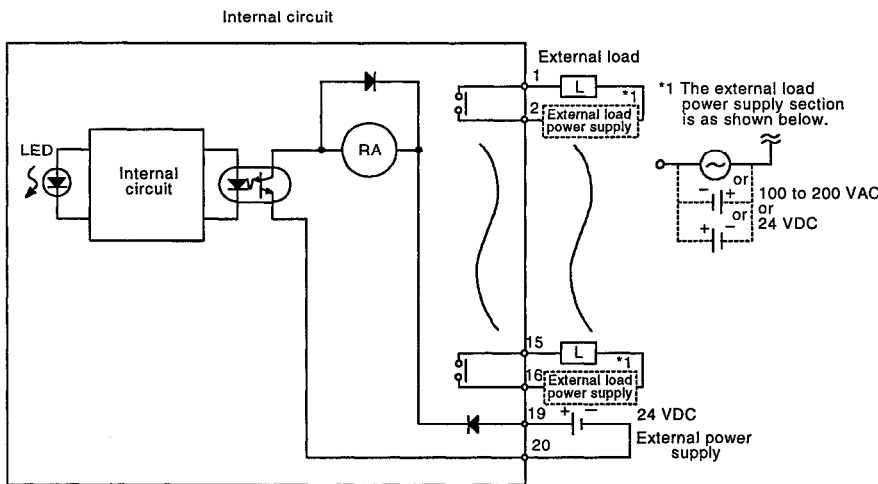 Internal circuit
External load
1
L
*1
2
External load
power supply
*1 The external load
power supply section
is as shown below.
LED
Internal
circuit
RA
or
100 to 200 VAC
− +
or
or
24 VDC
+ −
15
L
*1
16
External load
power supply
19
+ −
24 VDC
20
External power
supply